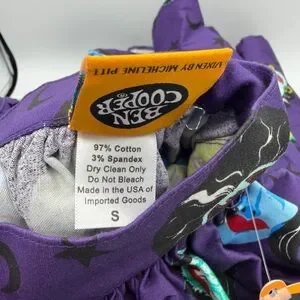 VIXEN BY MICHELINE PITT
BEN
COOPER
97% Cotton
3% Spandex
Dry Clean Only
Do Not Bleach
Made in the USA of
Imported Goods
S